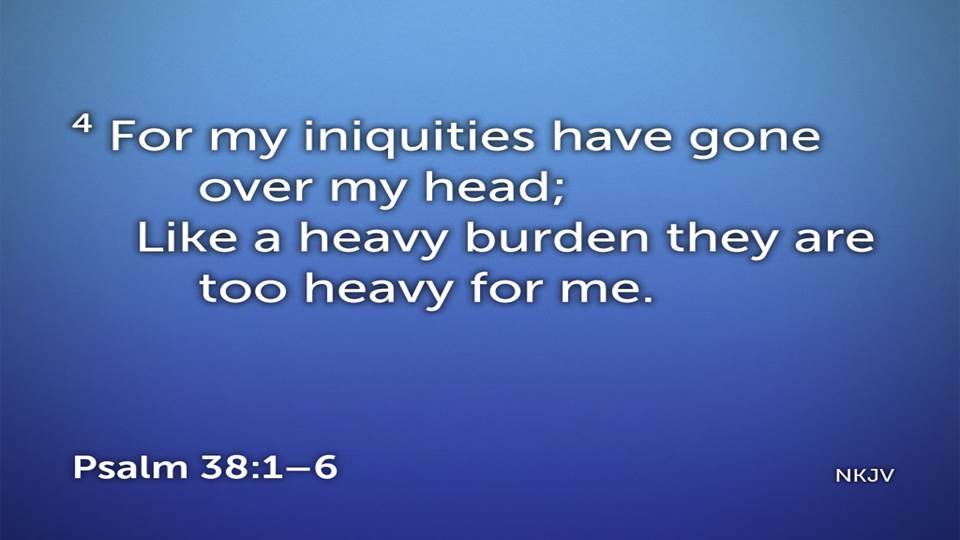 4 For my iniquities have gone
over my head;
Like a heavy burden they are
too heavy for me.
Psalm 38:1–6
NKJV